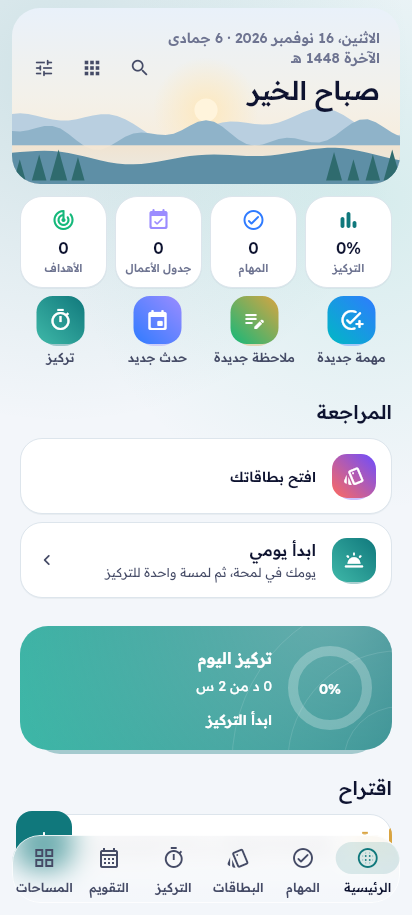 الاثنين، 16 نوفمبر 2026 · 6 جمادى
الآخرة 1448 هـ
صباح الخير
0%
التركيز
0
المهام
0
جدول الأعمال
0
الأهداف
مهمة جديدة
ملاحظة جديدة
حدث جديد
تركيز
المراجعة
افتح بطاقاتك
ابدأ يومي
يومك في لمحة، ثم لمسة واحدة للتركيز
0%
تركيز اليوم
0 د من 2 س
ابدأ التركيز
اقتراح
الرئيسية
المهام
البطاقات
التركيز
التقويم
المساحات